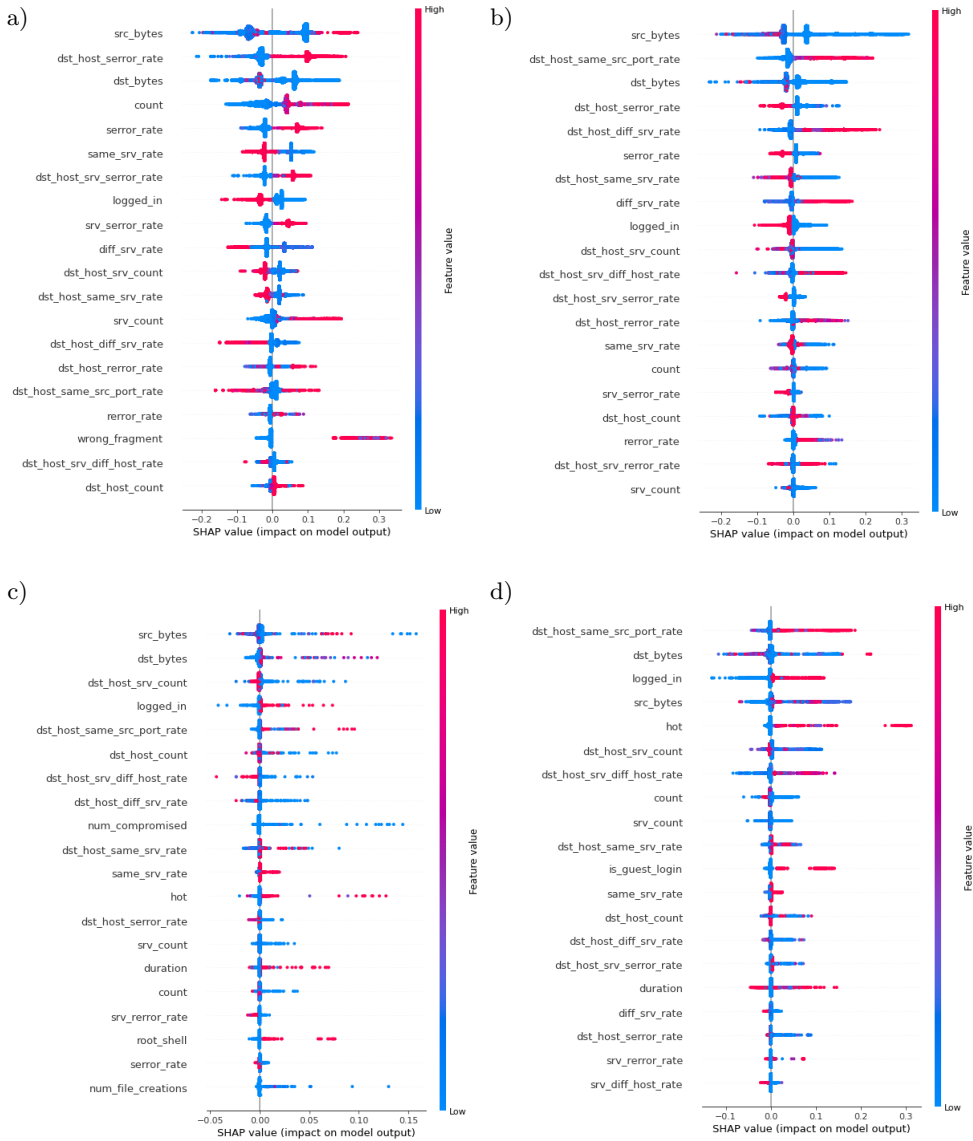 a)
src_bytes
dst_host_serror_rate
dst_bytes
count
serror_rate
same_srv_rate
dst_host_srv_serror_rate
logged_in
srv_serror_rate
diff_srv_rate
dst_host_srv_count
dst_host_same_srv_rate
srv_count
dst_host_diff_srv_rate
dst_host_rerror_rate
dst_host_same_src_port_rate
rerror_rate
wrong_fragment
dst_host_srv_diff_host_rate
dst_host_count
−0.2 −0.1 0.0 0.1 0.2 0.3
SHAP value (impact on model output)
High
Feature value
Low
b)
src_bytes
dst_host_same_src_port_rate
dst_bytes
dst_host_serror_rate
dst_host_diff_srv_rate
serror_rate
dst_host_same_srv_rate
diff_srv_rate
logged_in
dst_host_srv_count
dst_host_srv_diff_host_rate
dst_host_srv_serror_rate
dst_host_rerror_rate
same_srv_rate
count
srv_serror_rate
dst_host_count
rerror_rate
dst_host_srv_rerror_rate
srv_count
−0.2 −0.1 0.0 0.1 0.2 0.3
SHAP value (impact on model output)
High
Feature value
Low
c)
src_bytes
dst_bytes
dst_host_srv_count
logged_in
dst_host_same_src_port_rate
dst_host_count
dst_host_srv_diff_host_rate
dst_host_diff_srv_rate
num_compromised
dst_host_same_srv_rate
same_srv_rate
hot
dst_host_serror_rate
srv_count
duration
count
srv_rerror_rate
root_shell
serror_rate
num_file_creations
−0.05 0.00 0.05 0.10 0.15
SHAP value (impact on model output)
High
Feature value
Low
d)
dst_host_same_src_port_rate
dst_bytes
logged_in
src_bytes
hot
dst_host_srv_count
dst_host_srv_diff_host_rate
count
srv_count
dst_host_same_srv_rate
is_guest_login
same_srv_rate
dst_host_count
dst_host_diff_srv_rate
dst_host_srv_serror_rate
duration
diff_srv_rate
dst_host_serror_rate
srv_rerror_rate
srv_diff_host_rate
−0.1 0.0 0.1 0.2 0.3
SHAP value (impact on model output)
High
Feature value
Low